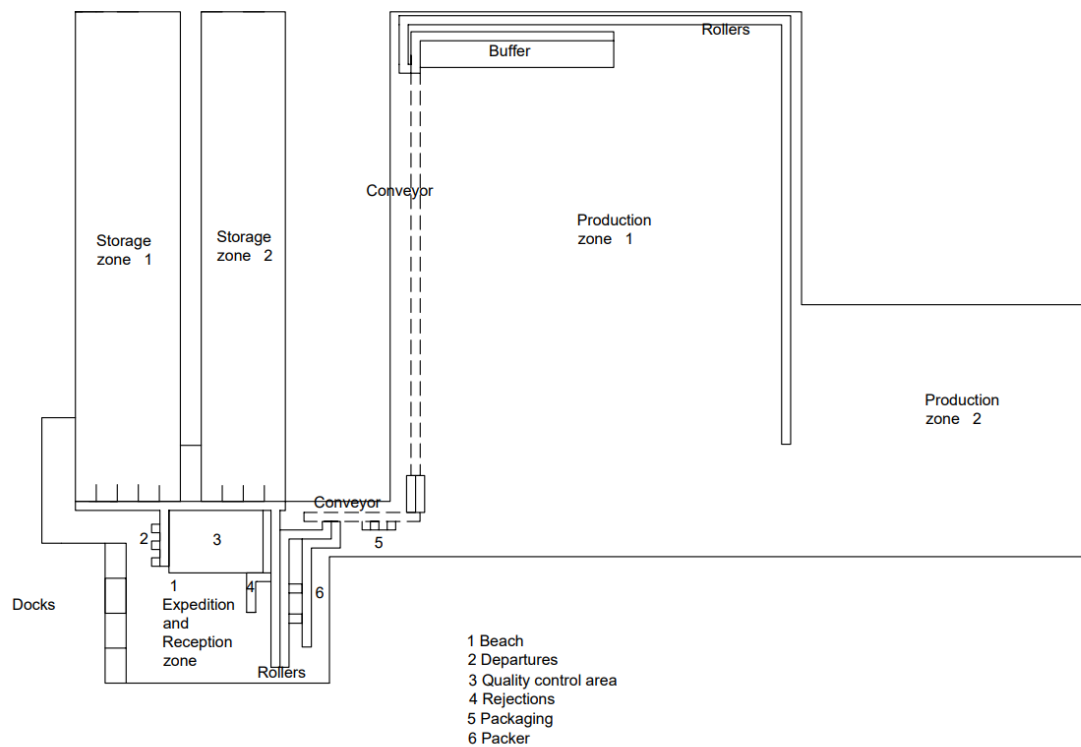 Rollers
Buffer
Conveyor
Production
zone 1
Storage
zone 1
Storage
zone 2
Production
zone 2
Conveyor
2
3
5
1
4
6
Docks
Expedition
and
Reception
zone
Rollers
1 Beach
2 Departures
3 Quality control area
4 Rejections
5 Packaging
6 Packer